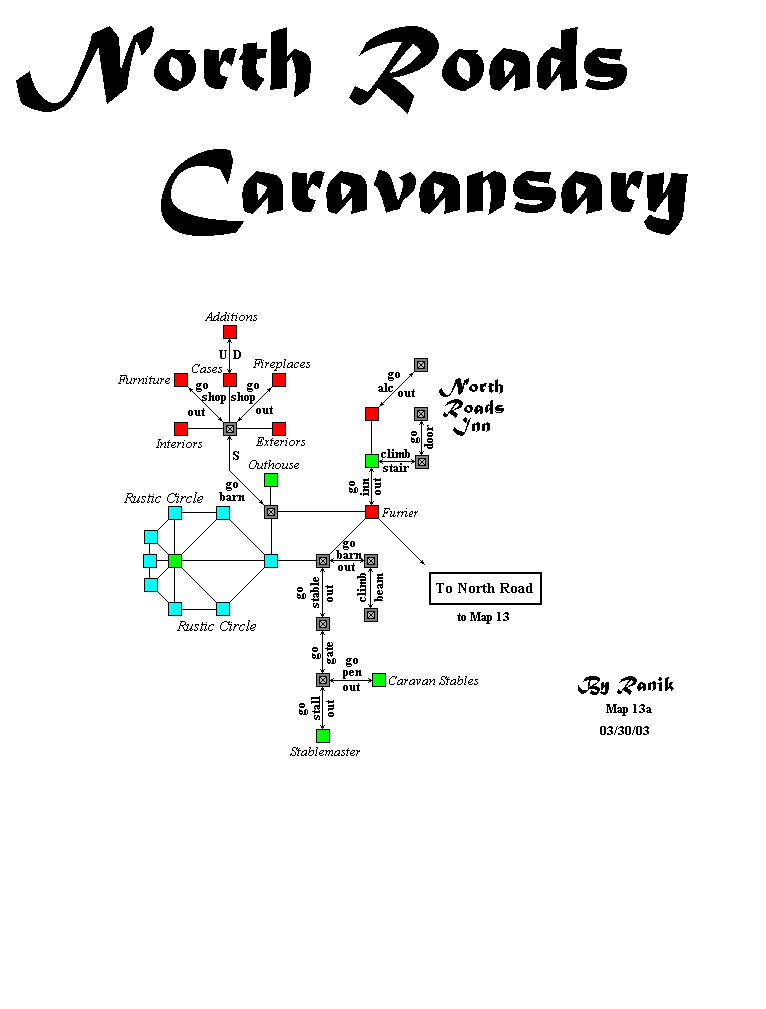 North Roads
Caravansary
Additions
U D
Cases
Fireplaces
Furniture
go
shop
shop
go
out
out
Interiors
Exteriors
S
Outhouse
go
barn
go
alc
out
go
door
North
Roads
Inn
climb
stair
go
inn
out
Rustic Circle
Furrier
go
barn
out
climb
beam
go
stable
out
To North Road
to Map 13
Rustic Circle
go
gate
go
pen
out
Caravan Stables
go
stall
out
Stablemaster
By Ranik
Map 13a
03/30/03